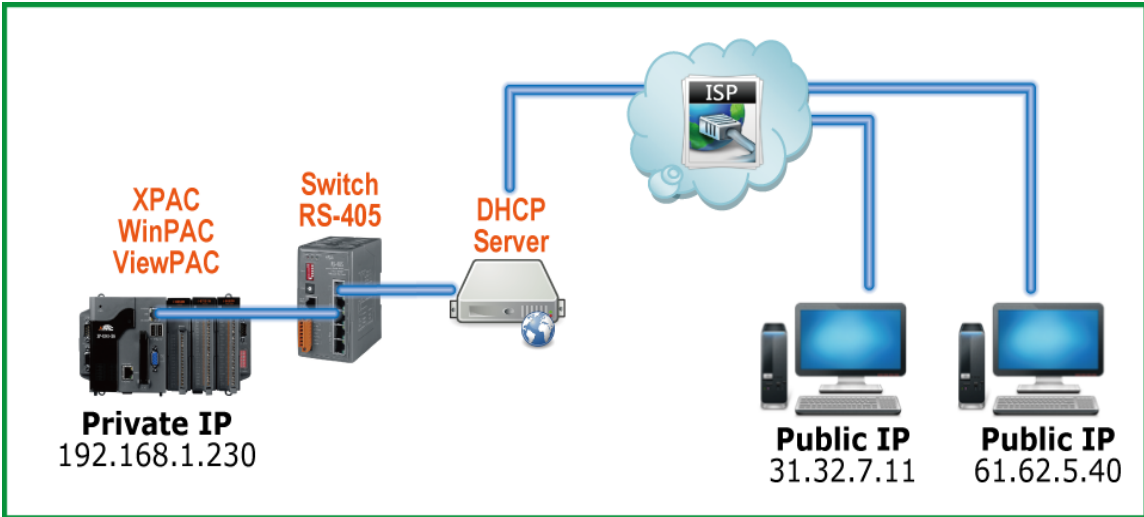 ISP
XPAC
WinPAC
ViewPAC
Switch
RS-405
DHCP
Server
Private IP
192.168.1.230
Public IP
31.32.7.11
Public IP
61.62.5.40